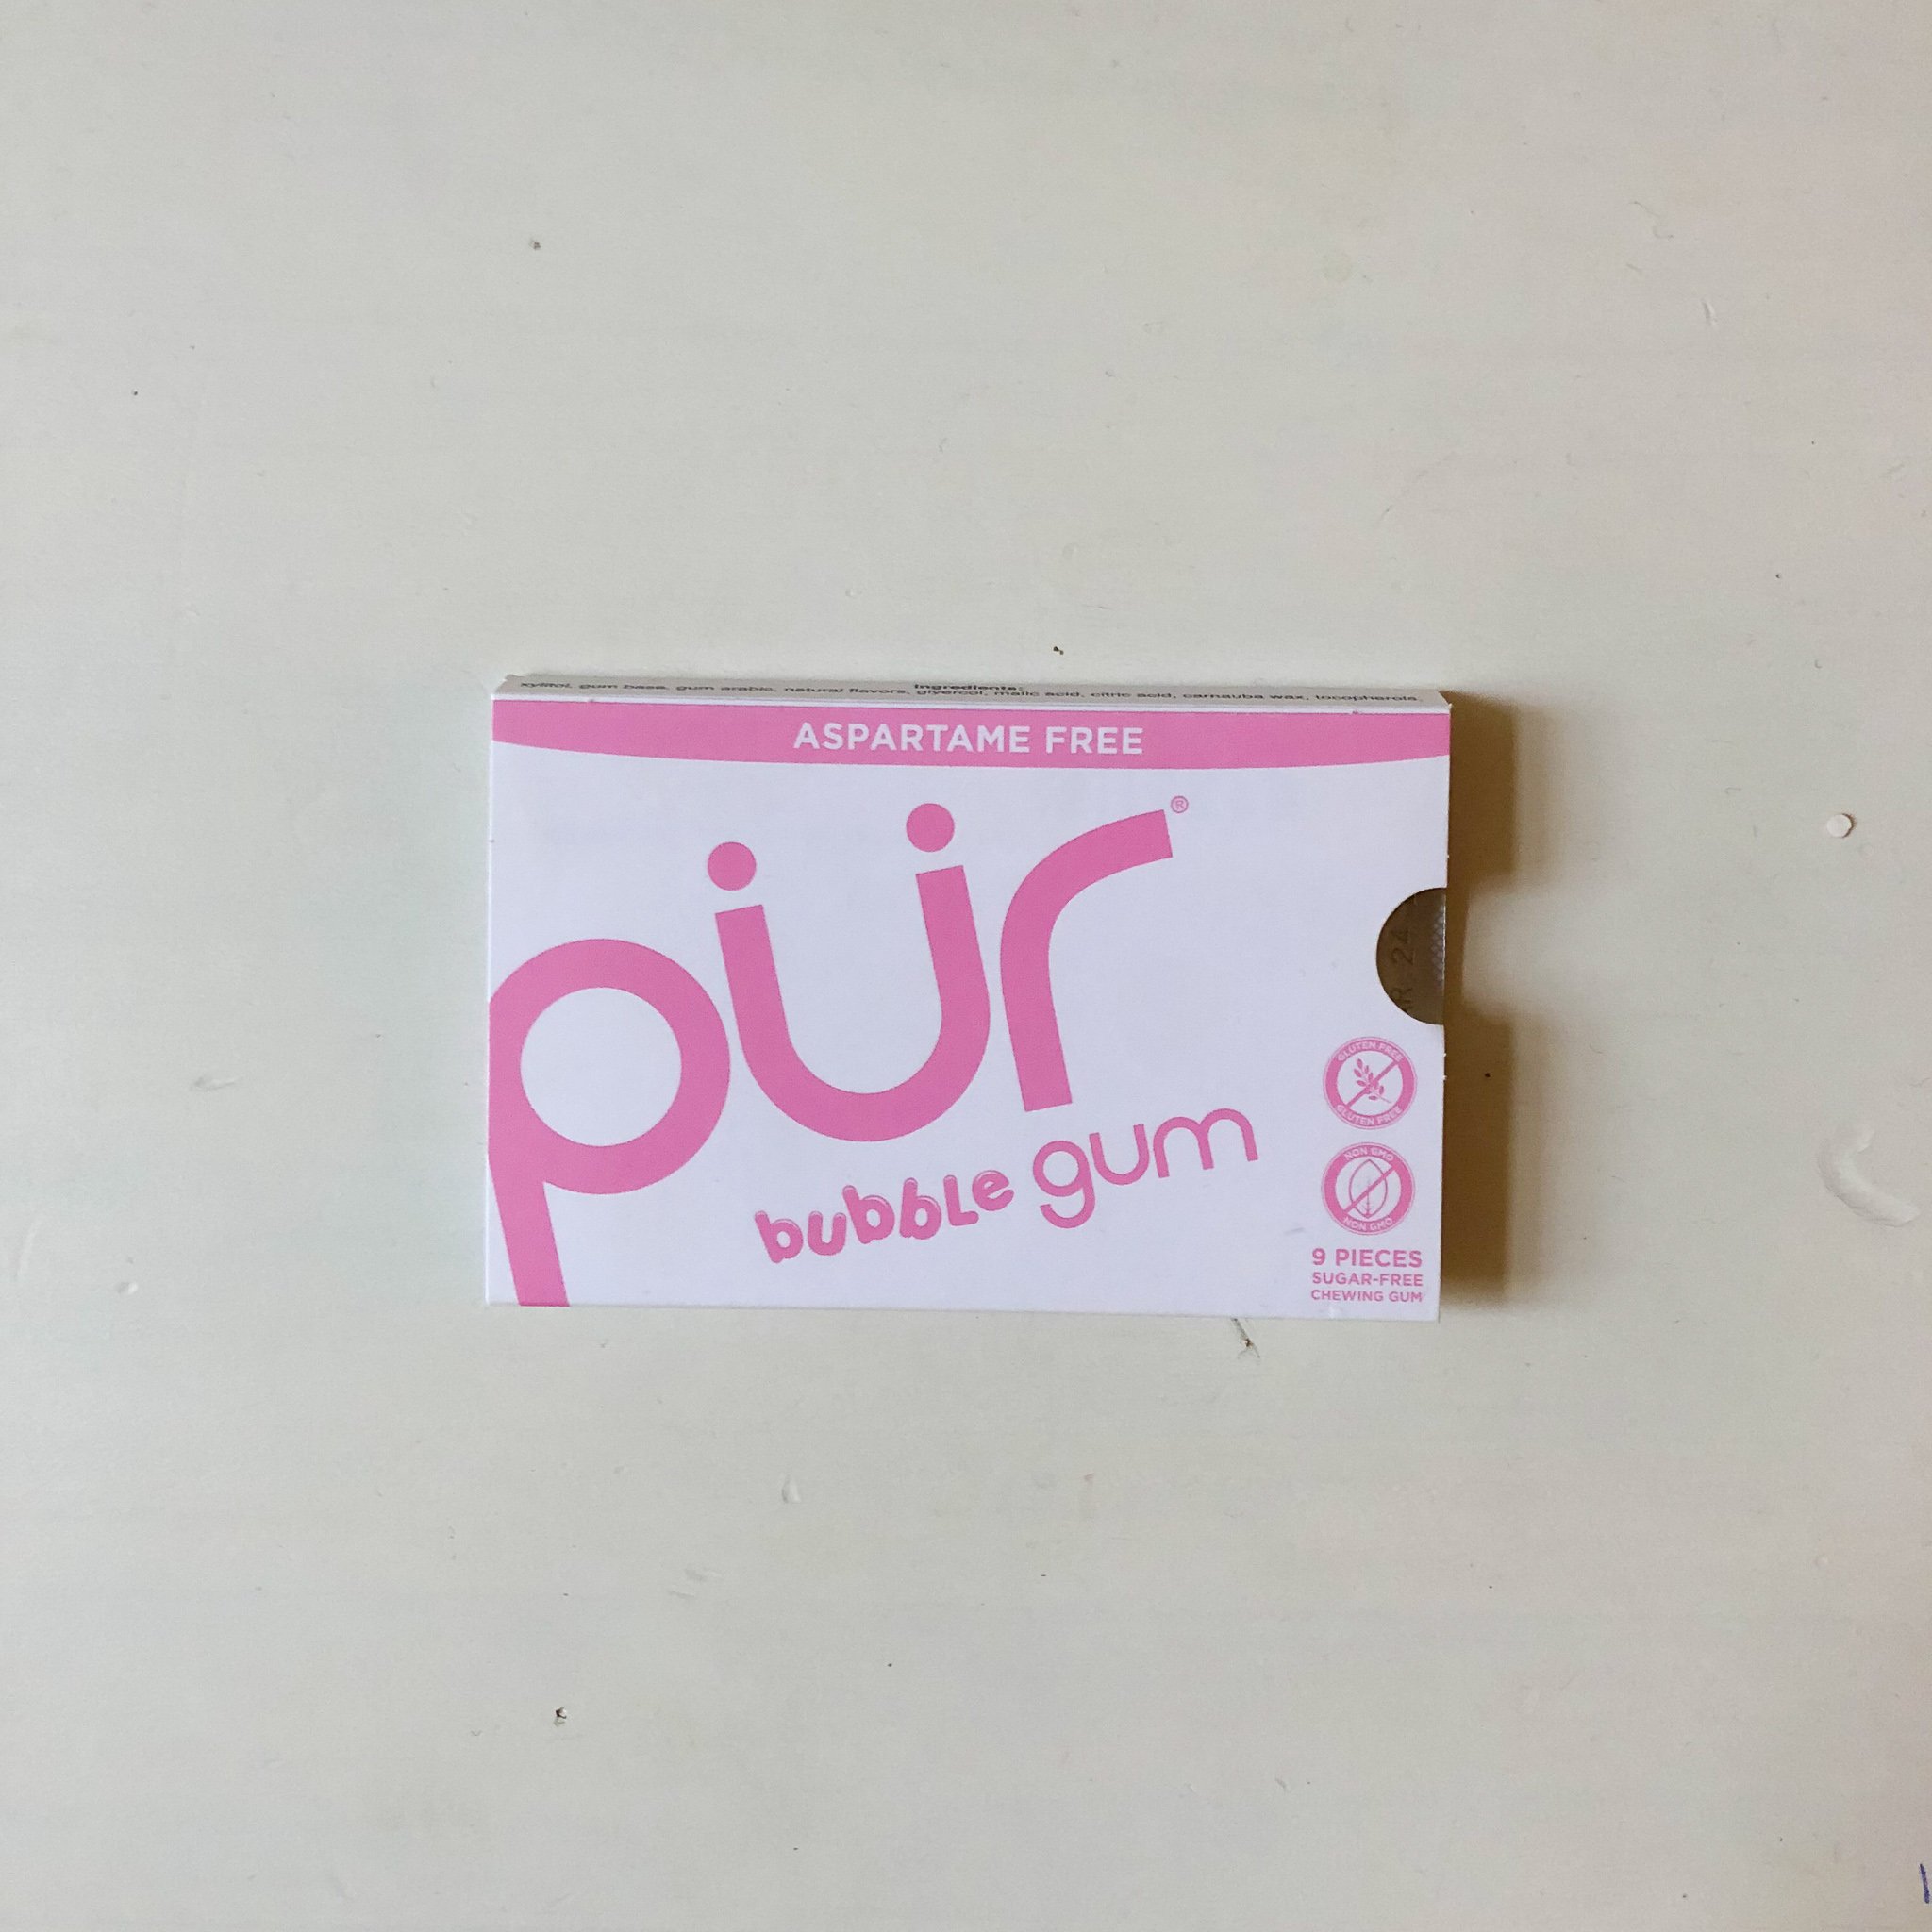 Ingredients:
xylitol, gum base, gum arabic, natural flavors, glycerol, malic acid, citric acid, carnauba wax, tocopherols.
ASPARTAME FREE
pür®
bubble gum
R 24
GLUTEN FREE
GLUTEN FREE
NON GMO
NON GMO
9 PIECES
SUGAR-FREE
CHEWING GUM